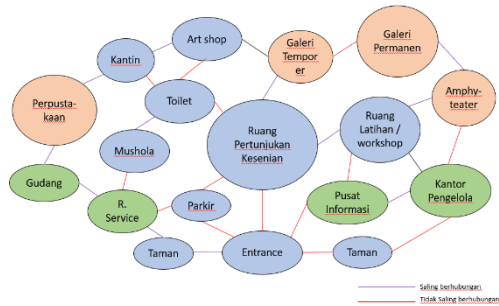 Art shop
Kantin
Galeri
Tempor
er
Galeri
Permanen
Perpusta-
kaan
Toilet
Amphy-
teater
Ruang
Pertunjukan
Kesenian
Ruang
Latihan /
workshop
Mushola
Gudang
R.
Service
Parkir
Pusat
Informasi
Kantor
Pengelola
Taman
Entrance
Taman
Saling berhubungan
Tidak Saling berhubungan